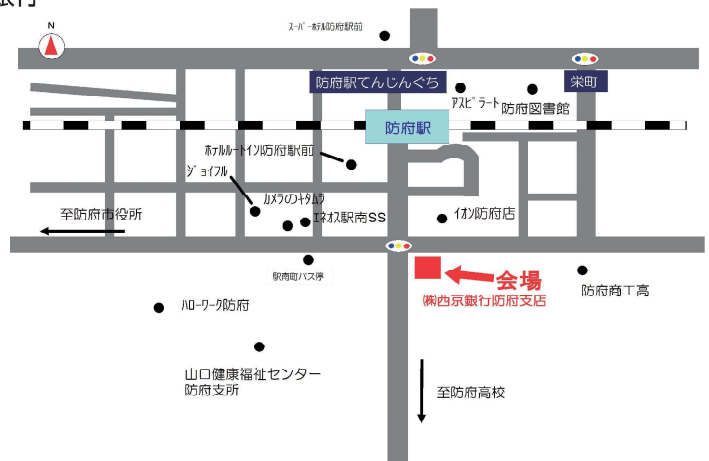 銀行
N
スーパーホテル防府駅前
防府駅てんじんぐち
栄町
アスピラート
防府図書館
防府駅
ホテルルートイン防府駅前
ジョイフル
カメラのキタムラ
至防府市役所
エネオス駅南SS
イオン防府店
駅南町バス停
会場
㈱西京銀行防府支店
防府商工高
ハローワーク防府
山口健康福祉センター
防府支所
至防府高校